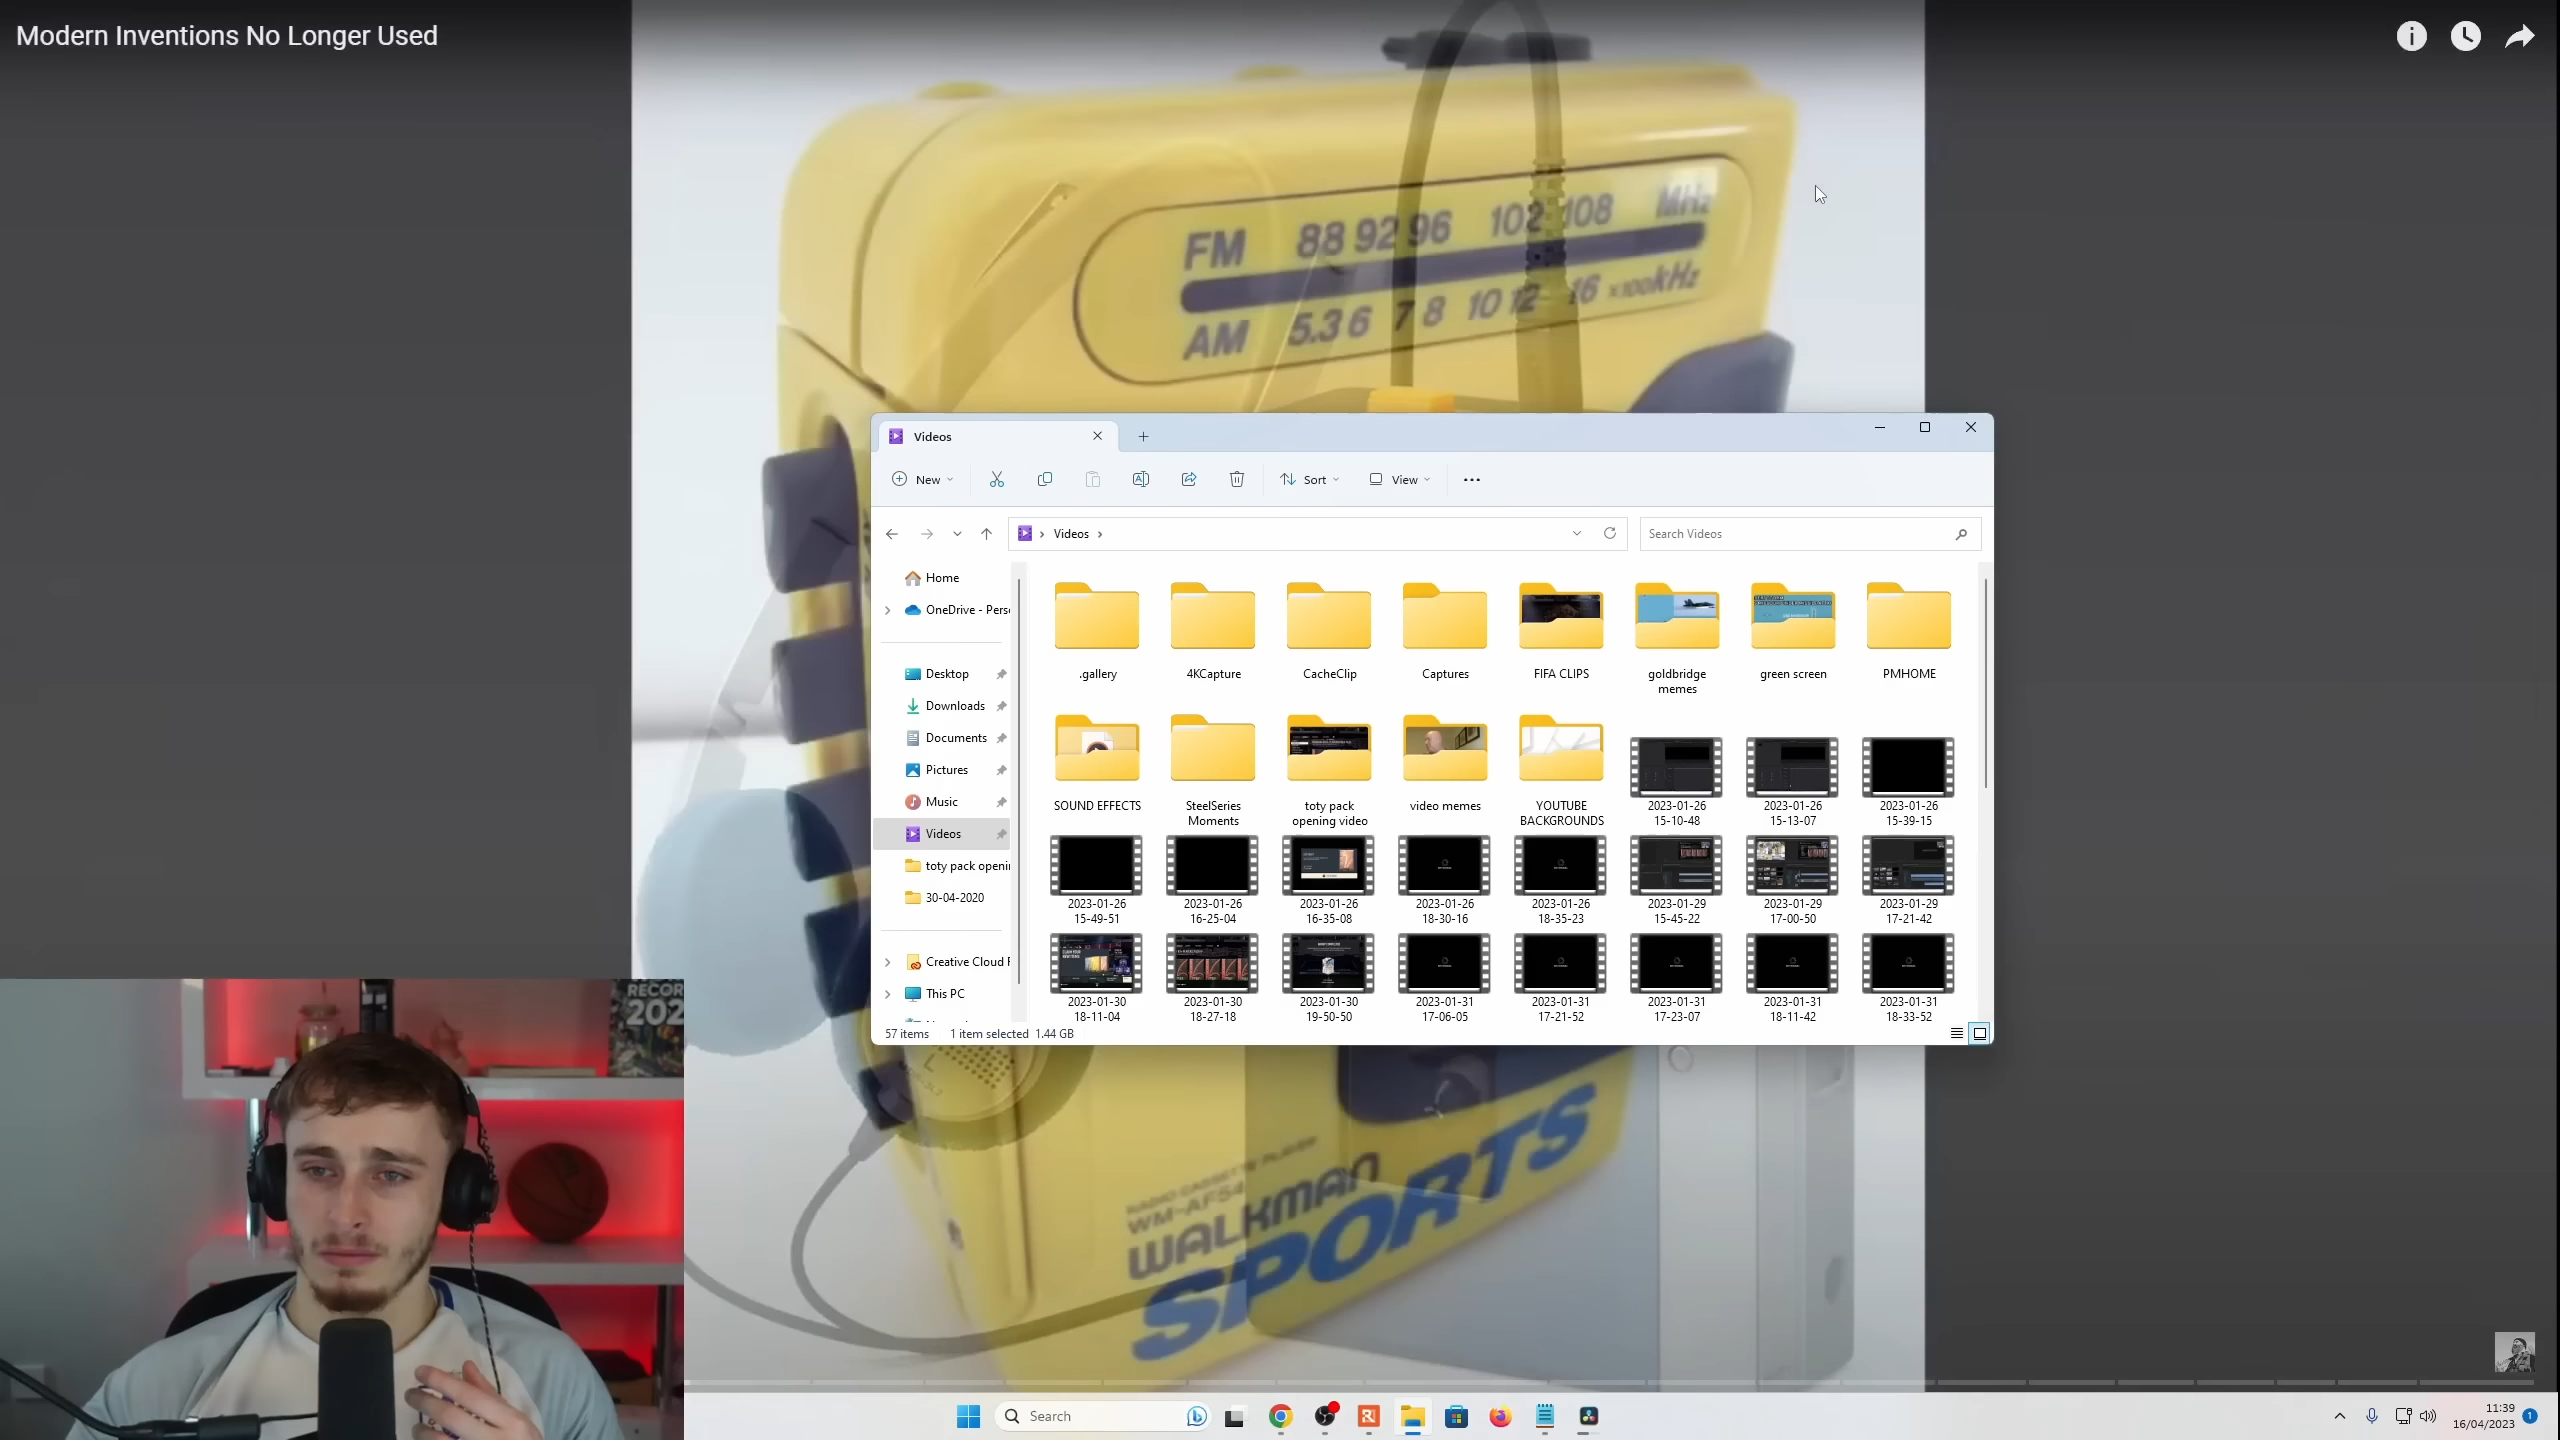 Modern Inventions No Longer Used
FM 88 92 96 102 108 MHz
AM 5.3 6 7 8 10 12 16 ×100kHz
Videos
New
Sort
View
Videos
Search Videos
Home
OneDrive - Pers
Desktop
Downloads
Documents
Pictures
Music
Videos
toty pack openi
30-04-2020
Creative Cloud F
This PC
.gallery
4KCapture
CacheClip
Captures
FIFA CLIPS
goldbridge
memes
green screen
PMHOME
SOUND EFFECTS
SteelSeries
Moments
toty pack
opening video
video memes
YOUTUBE
BACKGROUNDS
2023-01-26
15-10-48
2023-01-26
15-13-07
2023-01-26
15-39-15
2023-01-26
15-49-51
2023-01-26
16-25-04
2023-01-26
16-35-08
2023-01-26
18-30-16
2023-01-26
18-35-23
2023-01-29
15-45-22
2023-01-29
17-00-50
2023-01-29
17-21-42
2023-01-30
18-11-04
2023-01-30
18-27-18
2023-01-30
19-50-50
2023-01-31
17-06-05
2023-01-31
17-21-52
2023-01-31
17-23-07
2023-01-31
18-11-42
2023-01-31
18-33-52
57 items 1 item selected 1.44 GB
RECOR
202
L
RADIO CASSETTE PLAYER
WM-AF54
WALKMAN
SPORTS
Search
11:39
16/04/2023
1